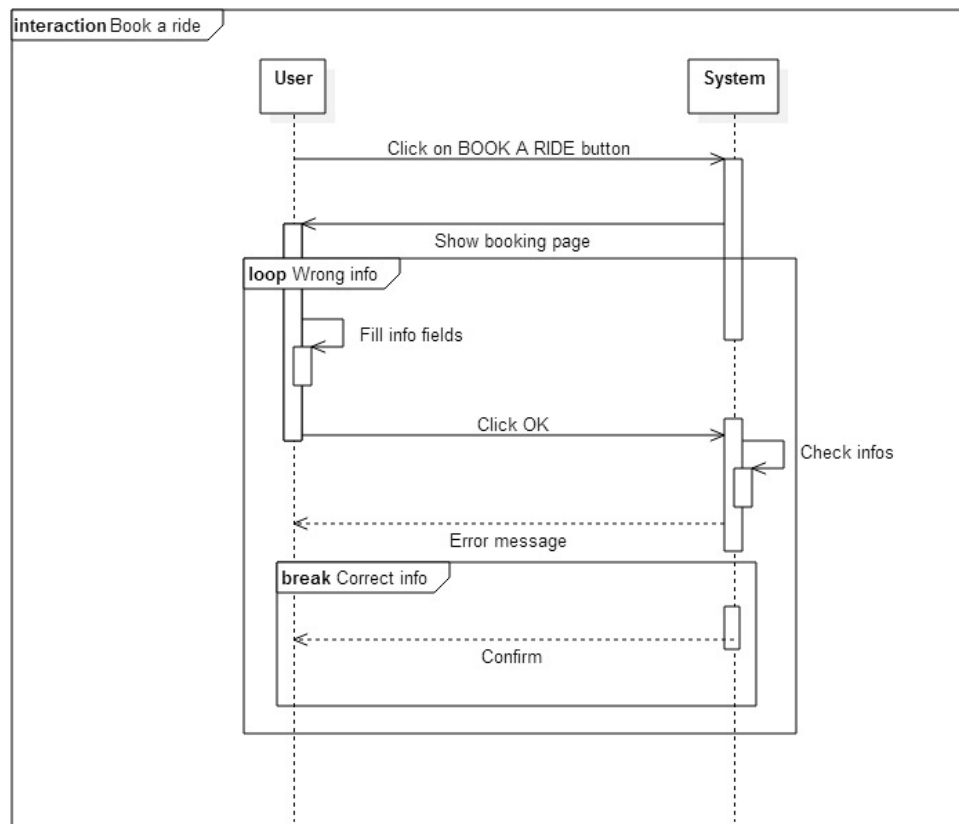 interaction Book a ride
User
System
Click on BOOK A RIDE button
Show booking page
loop Wrong info
Fill info fields
Click OK
Check infos
Error message
break Correct info
Confirm